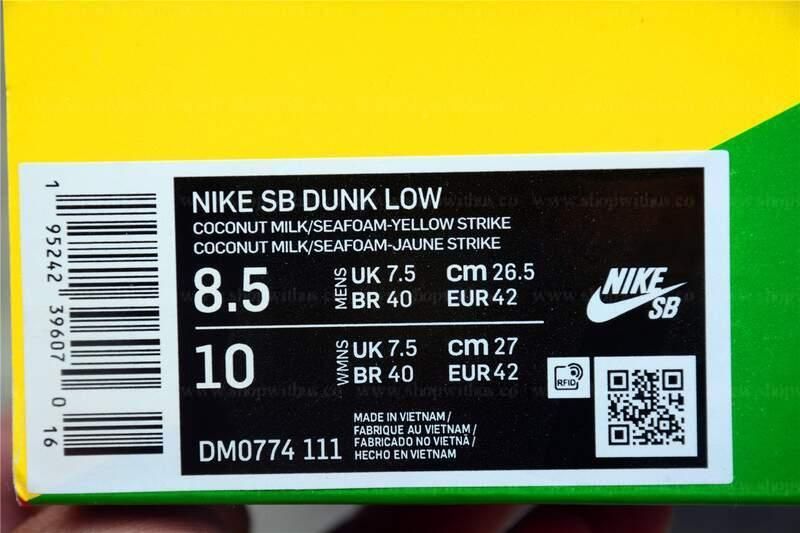 NIKE SB DUNK LOW
COCONUT MILK/SEAFOAM-YELLOW STRIKE
COCONUT MILK/SEAFOAM-JAUNE STRIKE
8.5
MENS
UK 7.5 cm 26.5
BR 40 EUR 42
10
WMNS
UK 7.5 cm 27
BR 40 EUR 42
DM0774 111
MADE IN VIETNAM /
FABRIQUE AU VIETNAM /
FABRICADO NO VIETNÃ /
HECHO EN VIETNAM
NIKE
SB
RFID
1 95242 39607 0 16
www.shopwithus.co